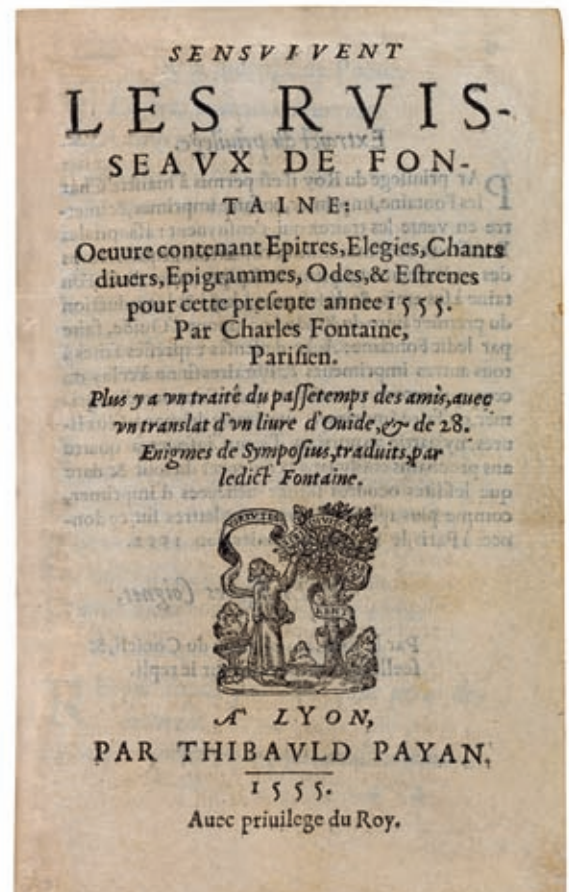 SENSVIVENT
LES RVIS-
SEAVX DE FON-
TAINE:
Oeuure contenant Epitres, Elegies, Chants
diuers, Epigrammes, Odes, & Eſtrenes
pour cette preſente annee 1555.
Par Charles Fontaine,
Pariſien.
Plus y a vn traité du paſſetemps des amis, auec
vn translat d'vn liure d'Ouide, & de 28.
Enigmes de Sympoſius, traduits par
ledict Fontaine.
A LYON,
PAR THIBAVLD PAYAN,
1555.
Auec priuilege du Roy.